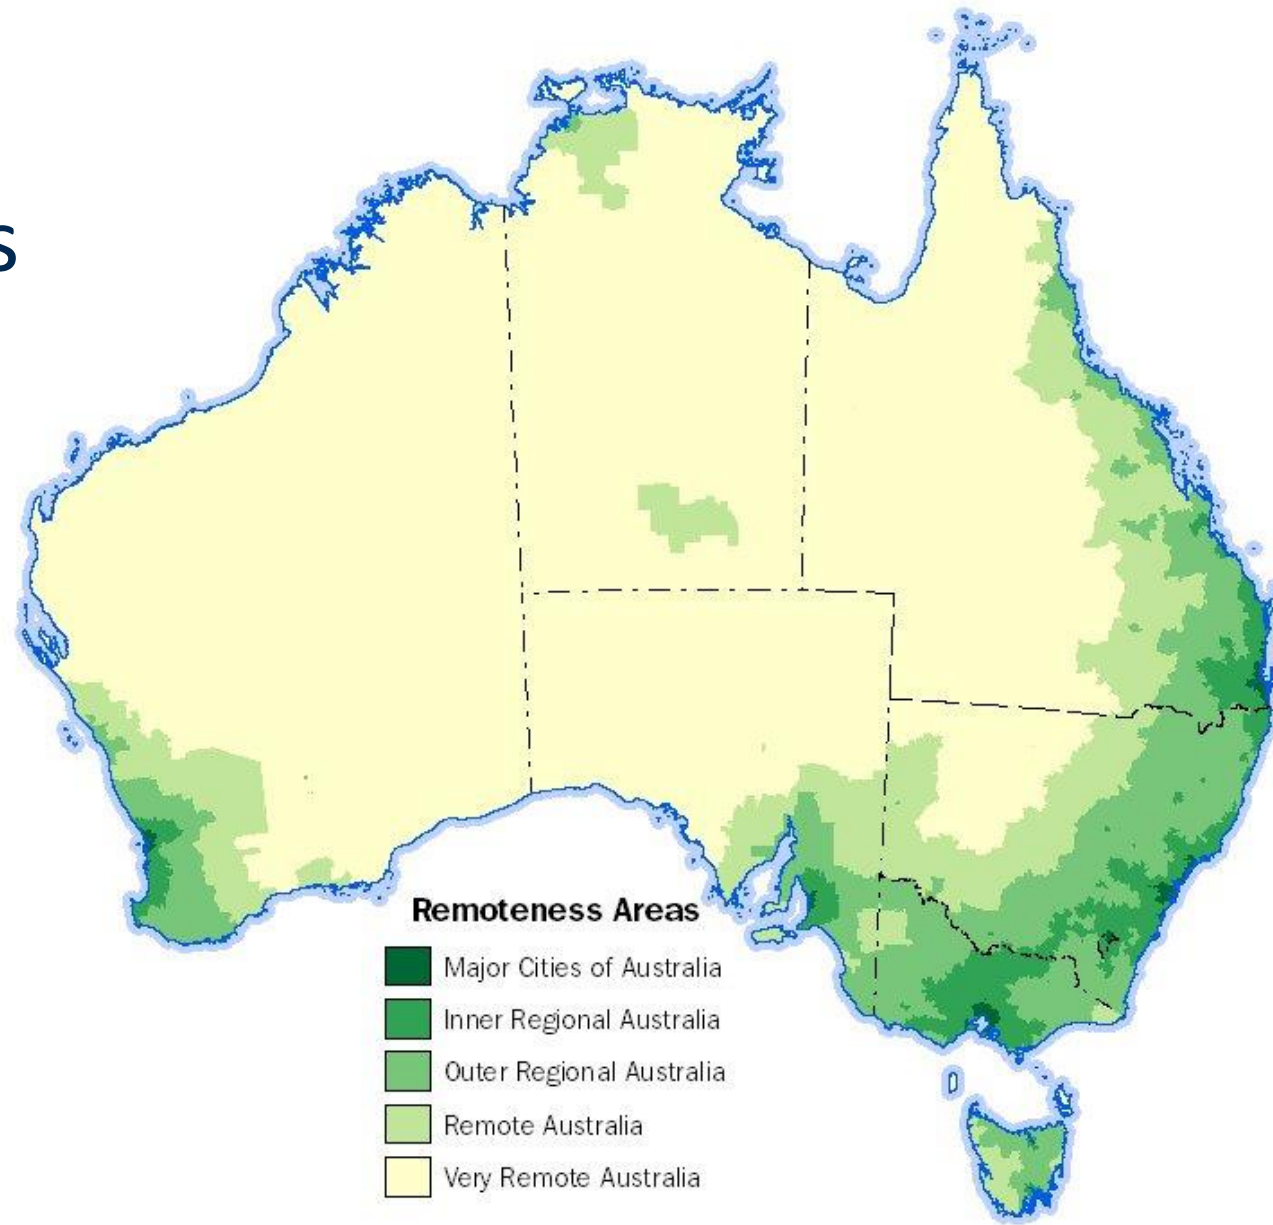 s
Remoteness Areas
Major Cities of Australia
Inner Regional Australia
Outer Regional Australia
Remote Australia
Very Remote Australia